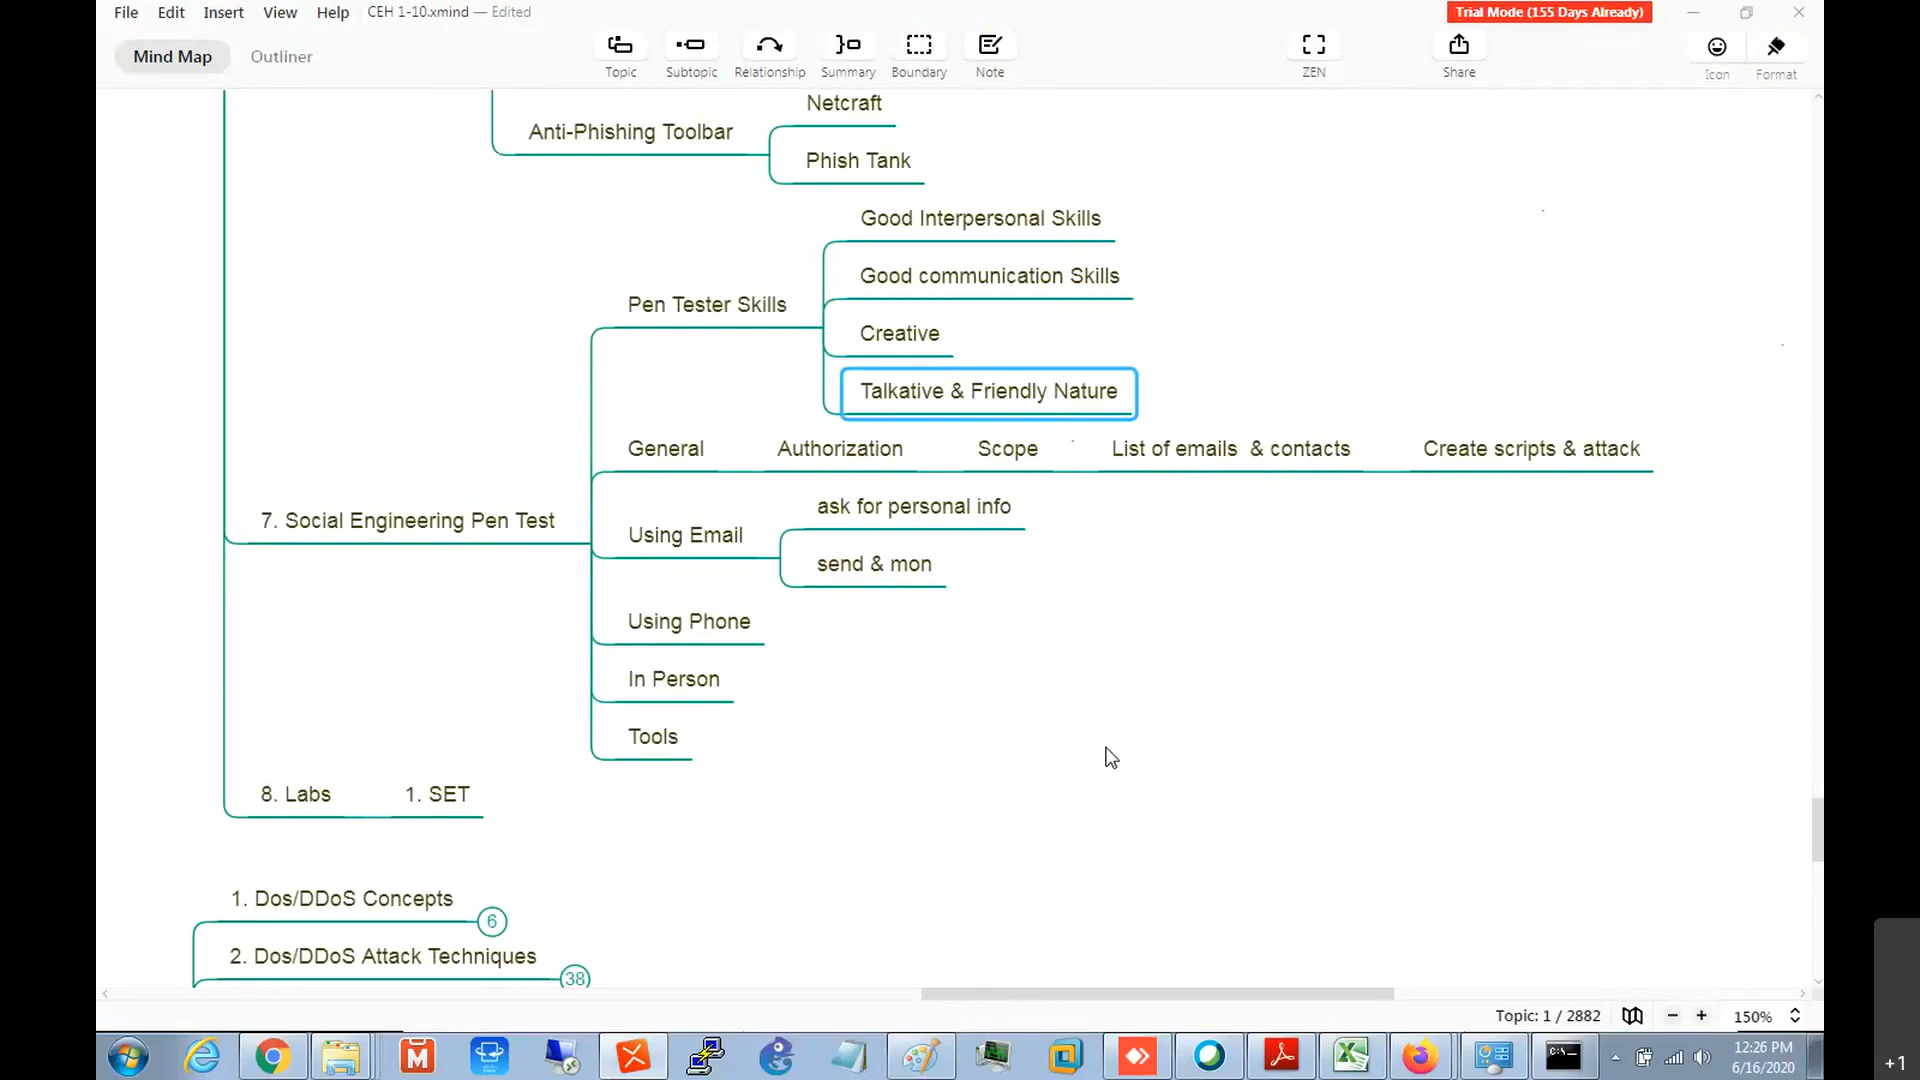 File Edit Insert View Help CEH 1-10.xmind — Edited Trial Mode (155 Days Already)
Mind Map Outliner
Topic Subtopic Relationship Summary Boundary Note ZEN Share Icon Format
Netcraft
Anti-Phishing Toolbar
Phish Tank
Good Interpersonal Skills
Good communication Skills
Pen Tester Skills
Creative
Talkative & Friendly Nature
General Authorization Scope List of emails & contacts Create scripts & attack
ask for personal info
7. Social Engineering Pen Test
Using Email
send & mon
Using Phone
In Person
Tools
8. Labs 1. SET
1. Dos/DDoS Concepts 6
2. Dos/DDoS Attack Techniques 38
Topic: 1 / 2882 150%
M C:\ 12:26 PM
6/16/2020
+1